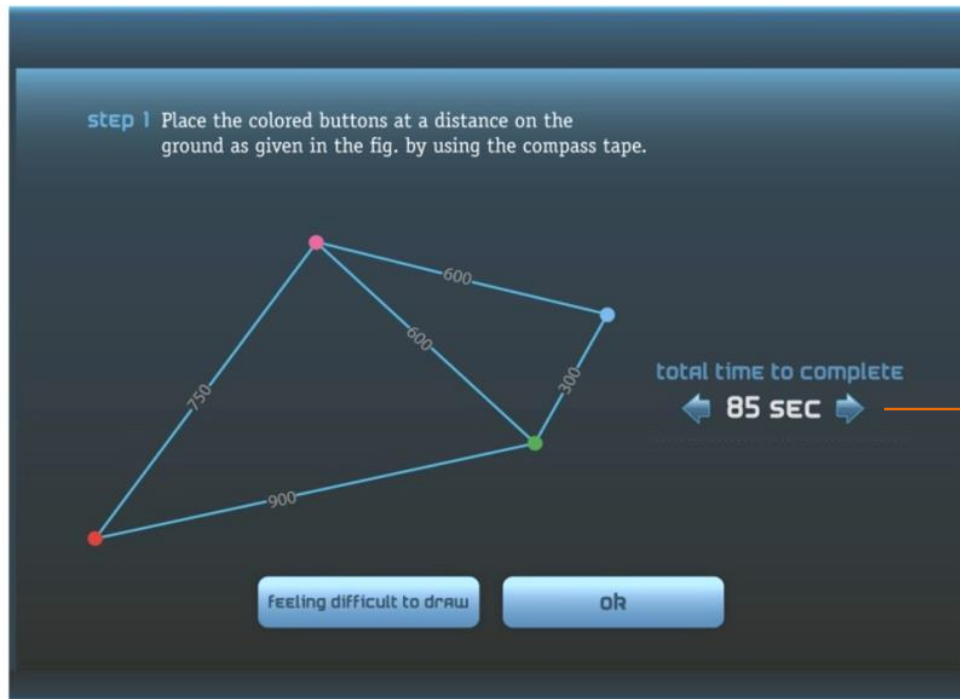 step 1 Place the colored buttons at a distance on the
ground as given in the fig. by using the compass tape.
600
600
750
300
900
total time to complete
85 sec
feeling difficult to draw
ok